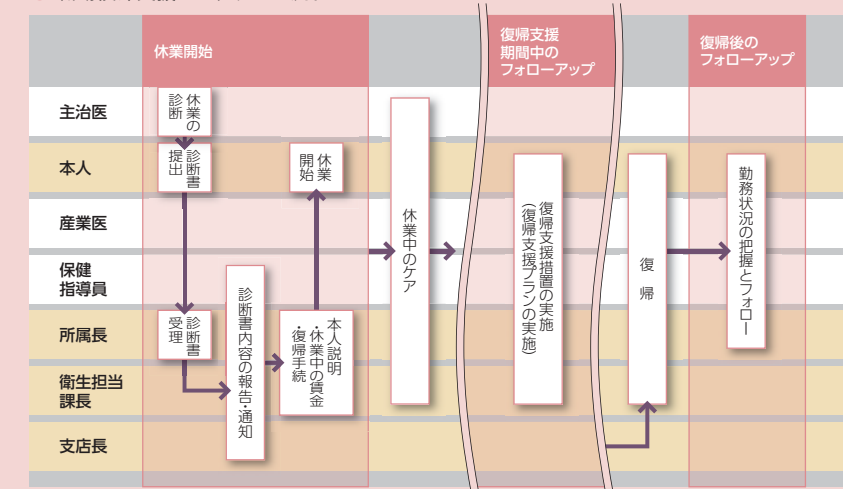 休業開始
復帰支援
期間中の
フォローアップ
復帰後の
フォローアップ
主治医
本人
産業医
保健
指導員
所属長
衛生担当
課長
支店長
休業の
診断
診断書
提出
診断書
受理
診断書内容の報告・通知
本人説明
・休業中の賃金
・復帰手続
休業
開始
休業中のケア
復帰支援措置の実施
(復帰支援プランの実施)
復帰
勤務状況の把握とフォロー